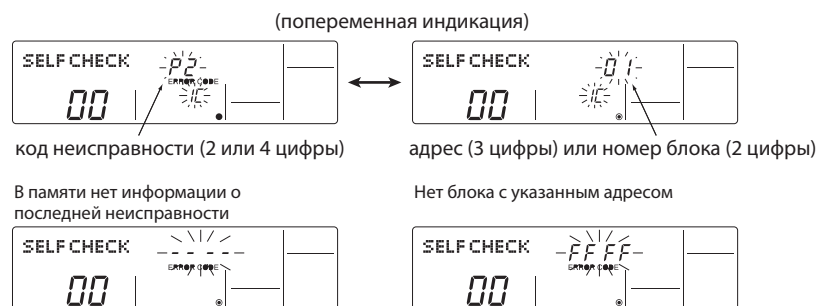 (попеременная индикация)
SELF CHECK P2 ERROR CODE
00 1C
SELF CHECK 01
00 1C
код неисправности (2 или 4 цифры)
адрес (3 цифры) или номер блока (2 цифры)
В памяти нет информации о
последней неисправности
Нет блока с указанным адресом
SELF CHECK ---- ERROR CODE
00
SELF CHECK FFFF ERROR CODE
00